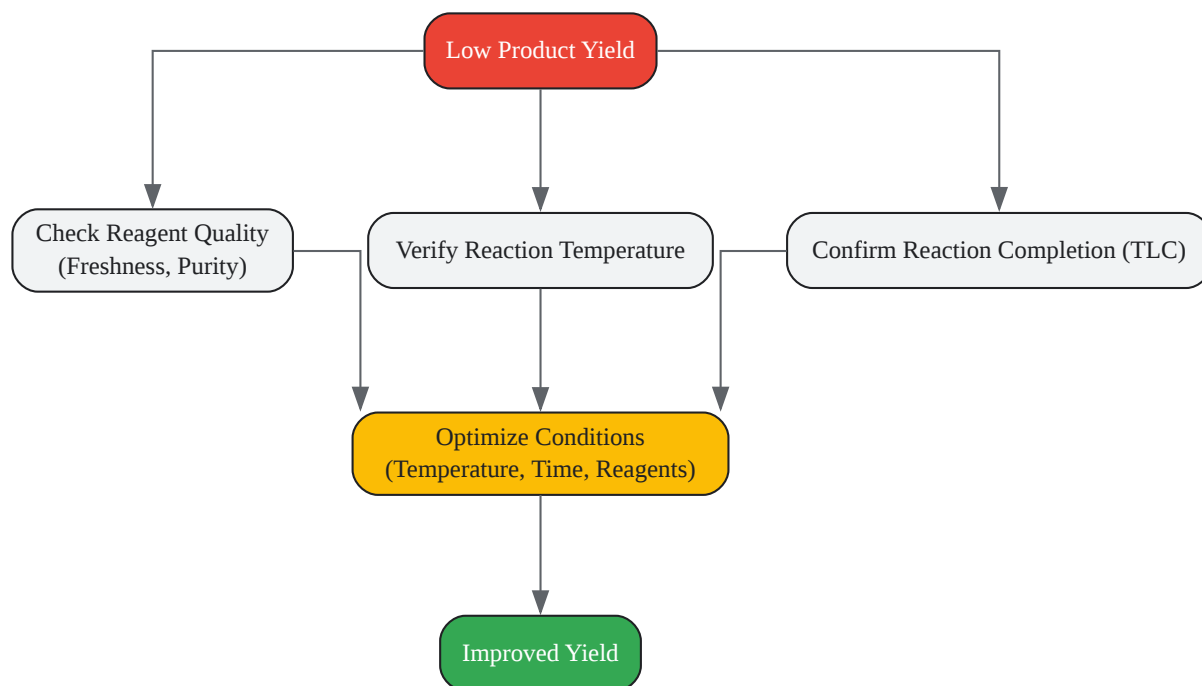 Low Product Yield
Check Reagent Quality
(Freshness, Purity)
Verify Reaction Temperature
Confirm Reaction Completion (TLC)
Optimize Conditions
(Temperature, Time, Reagents)
Improved Yield